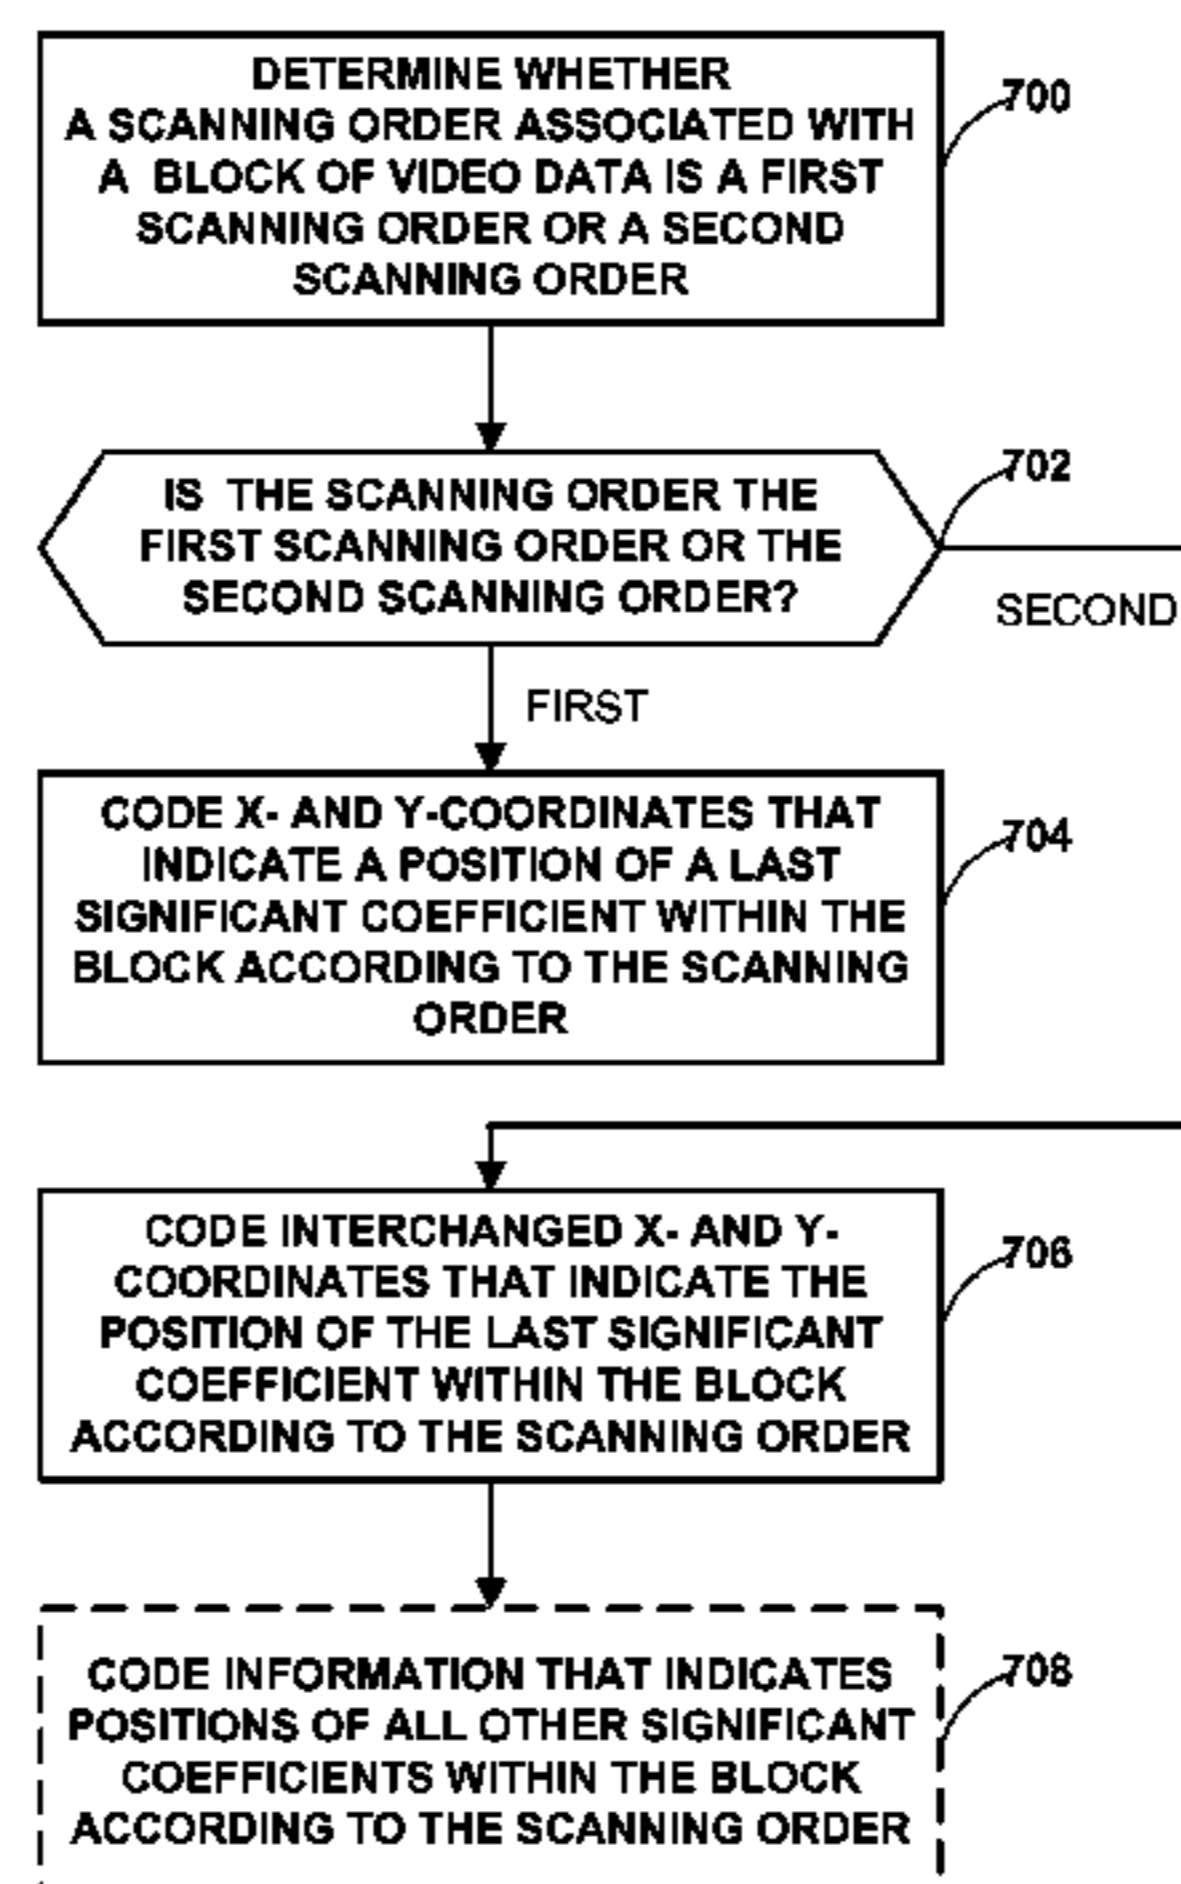 DETERMINE WHETHER
A SCANNING ORDER ASSOCIATED WITH
A BLOCK OF VIDEO DATA IS A FIRST
SCANNING ORDER OR A SECOND
SCANNING ORDER
700
IS THE SCANNING ORDER THE
FIRST SCANNING ORDER OR THE
SECOND SCANNING ORDER?
702
SECOND
FIRST
CODE X- AND Y-COORDINATES THAT
INDICATE A POSITION OF A LAST
SIGNIFICANT COEFFICIENT WITHIN THE
BLOCK ACCORDING TO THE SCANNING
ORDER
704
CODE INTERCHANGED X- AND Y-
COORDINATES THAT INDICATE THE
POSITION OF THE LAST SIGNIFICANT
COEFFICIENT WITHIN THE BLOCK
ACCORDING TO THE SCANNING ORDER
706
CODE INFORMATION THAT INDICATES
POSITIONS OF ALL OTHER SIGNIFICANT
COEFFICIENTS WITHIN THE BLOCK
ACCORDING TO THE SCANNING ORDER
708